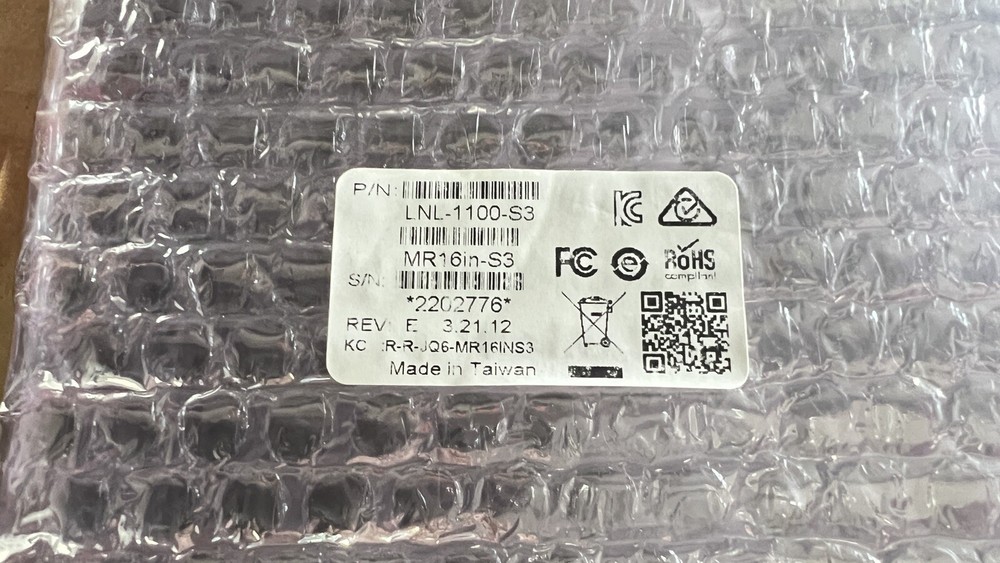 P/N:
LNL-1100-S3
MR16in-S3
S/N:
*2202776*
REV: E 3.21.12
KC :R-R-JQ6-MR16INS3
Made in Taiwan
FC
e
RoHS
compliant